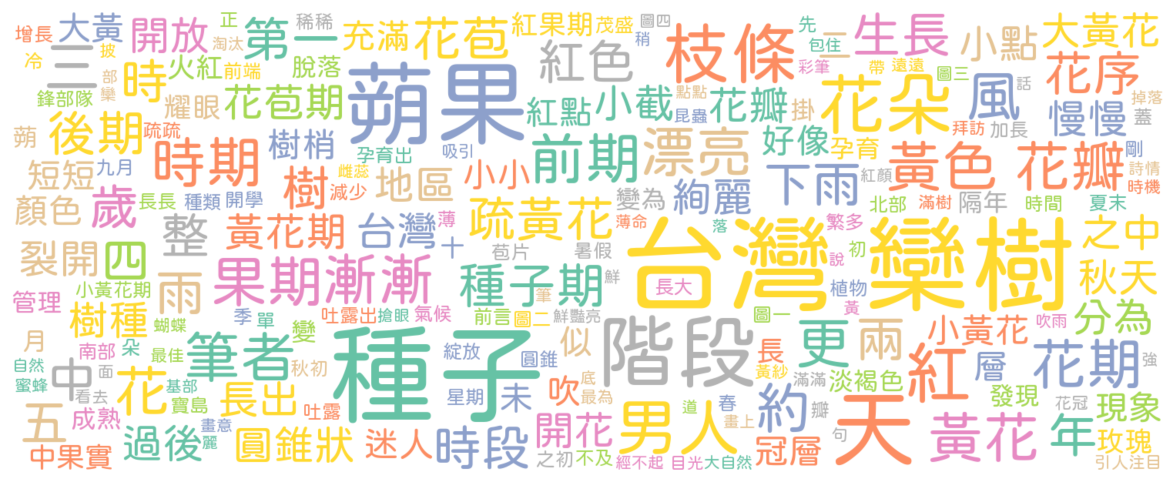 增長 大黃 開放 淘汰 正 第一 稀稀 充滿 花苞 紅果期 茂盛 圖四 稍 枝條 先 包住 二 生長 小點 大黃花
冷 披 部 欒 三 時 火紅 前端 脫落 紅色 彩筆 帶 遠遠 圖三 話 花序
鋒部隊 耀眼 花苞期 蒴果 紅點 小截 花瓣 點點 昆蟲 掛 花朵 風 慢慢 掉落 蓋
蒴 後期 疏疏 時期 樹梢 孕育出 吸引 前期 漂亮 好像 孕育 拜訪 加長 剛
短短 九月 歲 長長 種類 開學 樹 雌蕊 減少 地區 小小 變為 絢麗 下雨 紅顏 黃色 花瓣 詩情 時機
顏色 整 黃花期 台灣 薄 疏黃花 薄命 台灣欒樹 繁多 北部 滿樹 隔年 時間 夏末
裂開 四 雨 果期漸漸 十 苞片 暑假 落 說 初 之中
管理 小黃花期 種子期 鮮 長大 植物 秋天
樹種 蝴蝶 季 單 吐露出 搶眼 氣候 前言 圖二 筆 鮮豔亮 圖一 黃 吹雨 分為
月 南部 朵 變 種子 綻放 圓錐 似 階段 更 兩 小黃花
自然 最佳 筆者 秋初 長 紅 層 花期 強
蜜蜂 中 面 基部 花 星期 未 吹 底 黃紗 滿滿 淡褐色 發現
看去 寶島 長出 吐露 最為 男人 道 春 約 瓣 天 花冠 現象
五 成熟 畫意 開花 畫上 句 黃花 年 玫瑰
中果實 過後 麗 圓錐狀 迷人 時段 之初 不及 經不起 目光 大自然 冠層 引人注目